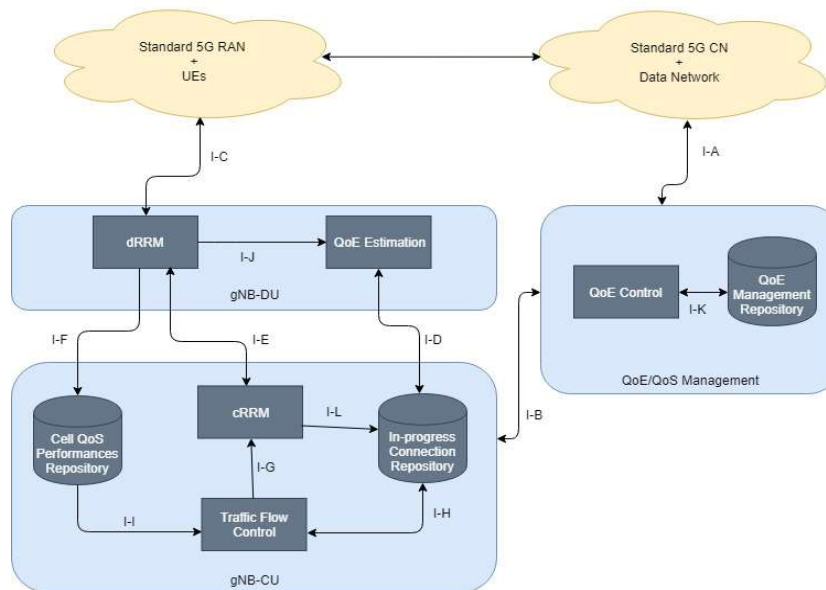 Standard 5G RAN
+
UEs
Standard 5G CN
+
Data Network
I-C
I-A
dRRM
I-J
QoE Estimation
gNB-DU
QoE Control
I-K
QoE
Management
Repository
QoE/QoS Management
I-F
I-E
I-D
I-B
Cell QoS
Performances
Repository
cRRM
I-L
In-progress
Connection
Repository
I-G
I-I
Traffic Flow
Control
I-H
gNB-CU